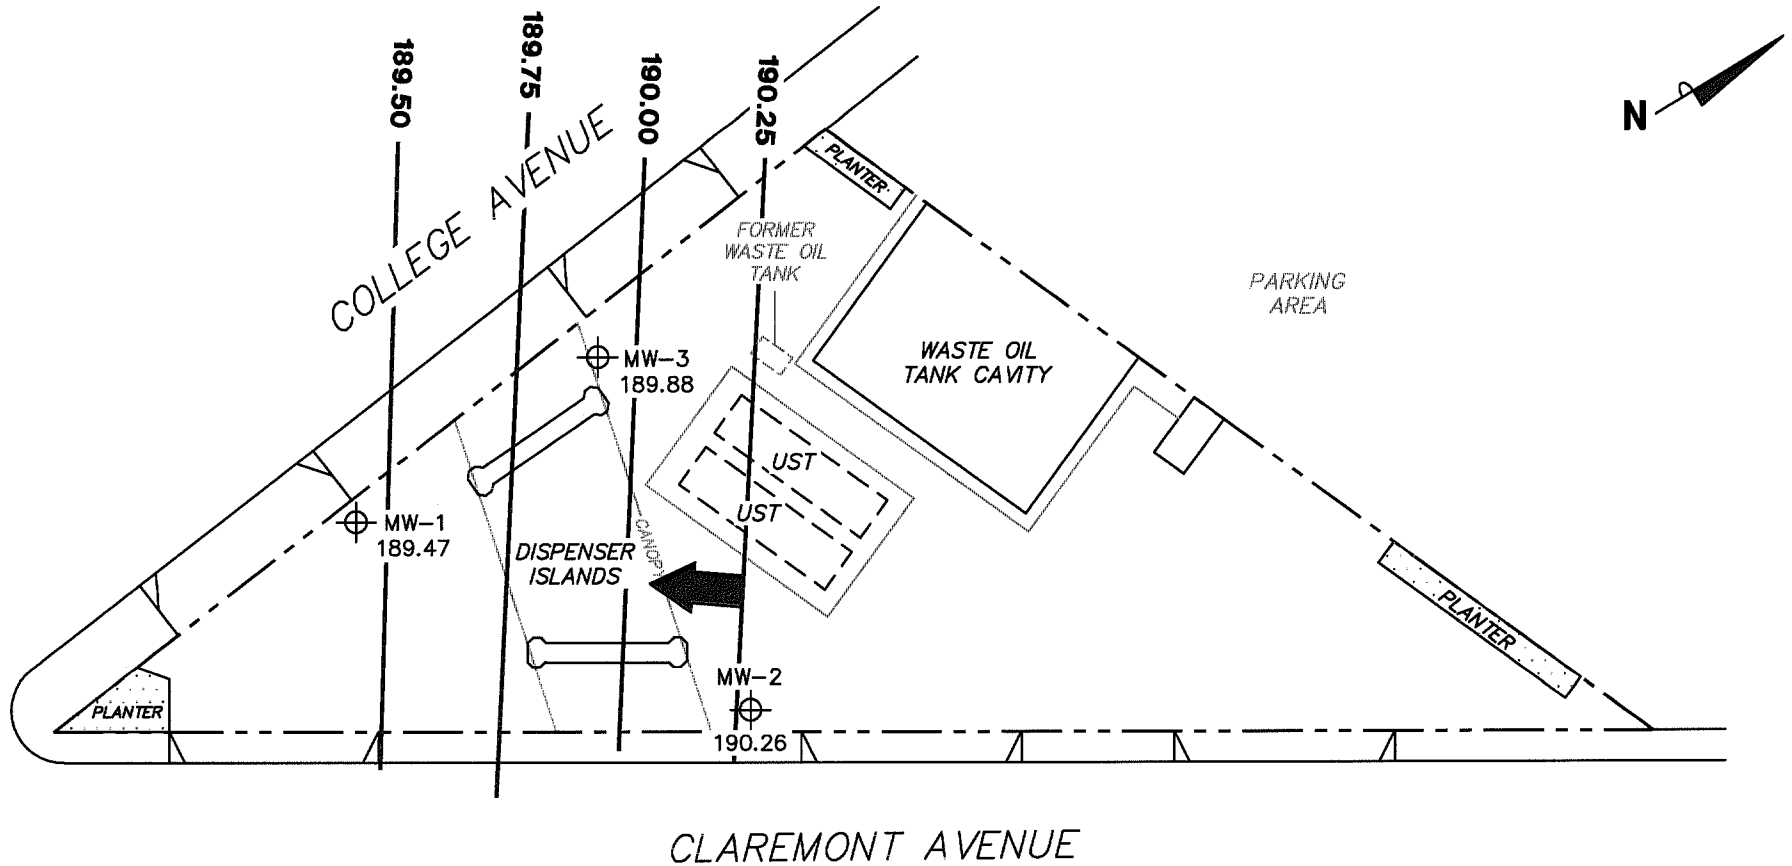 189.50
189.75
190.00
190.25
COLLEGE AVENUE
N
PLANTER
FORMER
WASTE OIL
TANK
PARKING
AREA
WASTE OIL
TANK CAVITY
MW-3
189.88
UST
UST
MW-1
189.47
CANOPY
DISPENSER
ISLANDS
PLANTER
MW-2
190.26
PLANTER
CLAREMONT AVENUE